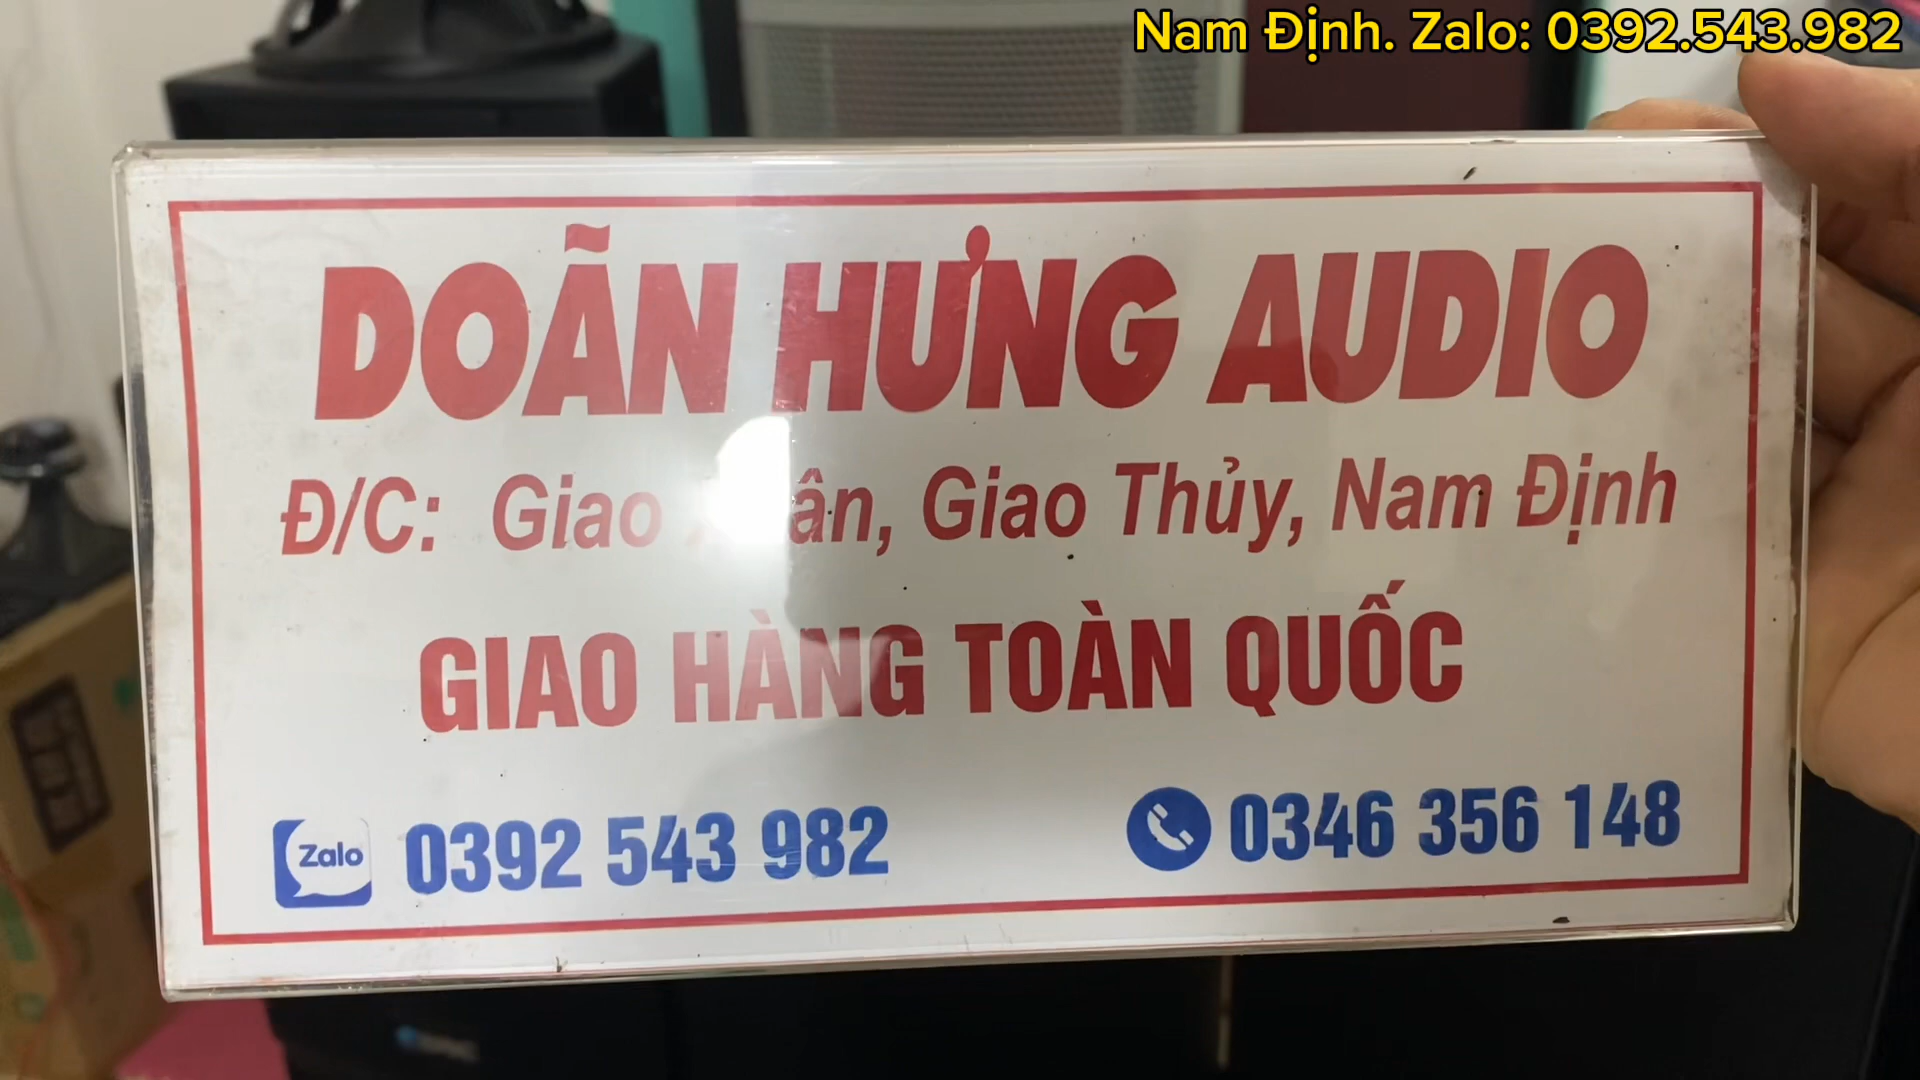 Nam Định. Zalo: 0392.543.982
DOÃN HƯNG AUDIO
Đ/C: Giao, Giao Thủy, Nam Định
GIAO HÀNG TOÀN QUỐC
Zalo 0392 543 982
0346 356 148